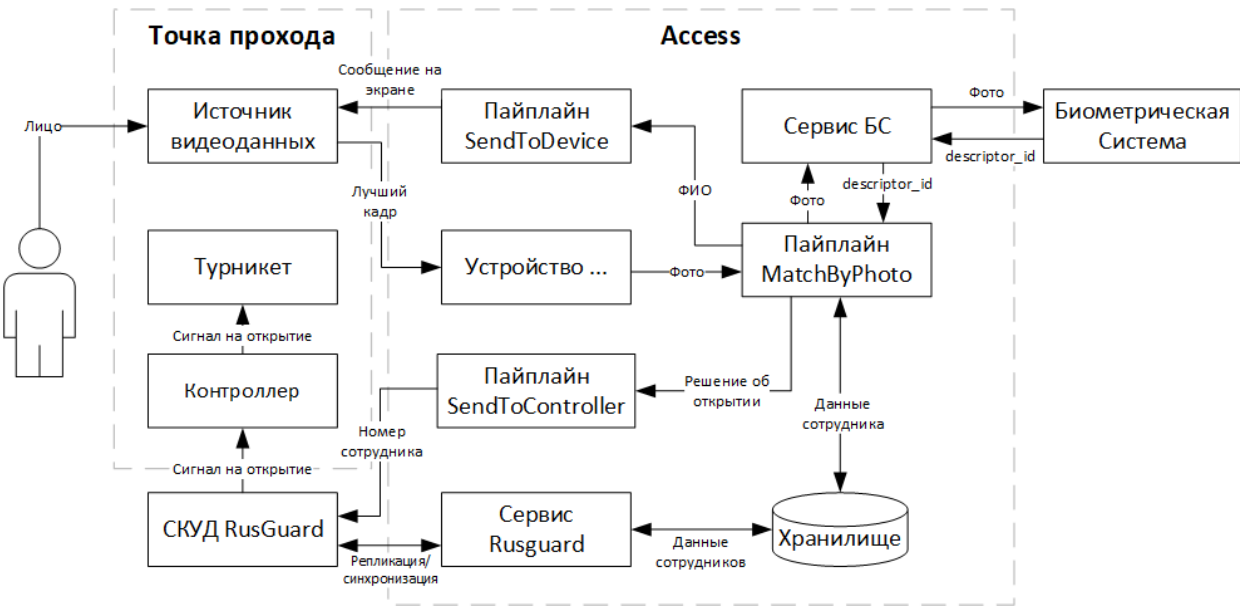 Точка прохода
Access
Сообщение на
экране
Лицо
Источник
видеоданных
Пайплайн
SendToDevice
Сервис БС
Фото
Биометрическая
Система
descriptor_id
Лучший
кадр
ФИО
Фото
descriptor_id
Турникет
Устройство ...
Фото
Пайплайн
MatchByPhoto
Сигнал на открытие
Контроллер
Пайплайн
SendToController
Решение об
открытии
Данные
сотрудника
Номер
сотрудника
Сигнал на открытие
СКУД RusGuard
Репликация/
синхронизация
Сервис
Rusguard
Данные
сотрудников
Хранилище